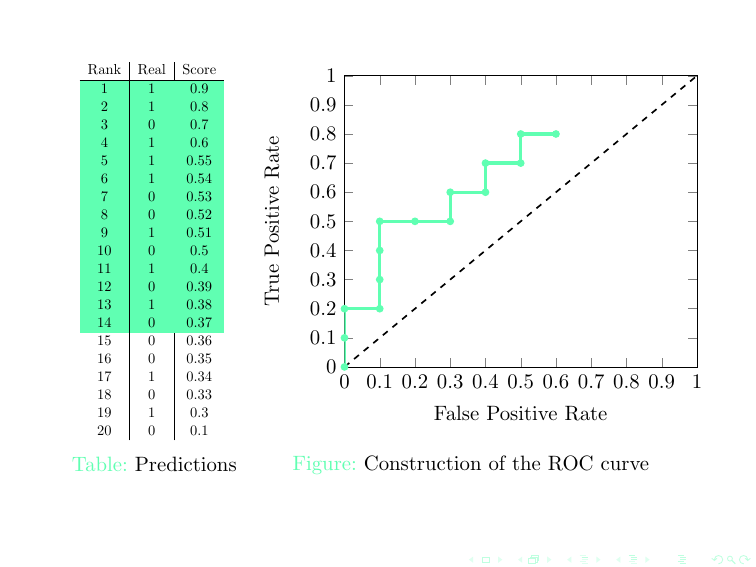 Rank Real Score
1 1 0.9
2 1 0.8
3 0 0.7
4 1 0.6
5 1 0.55
6 1 0.54
7 0 0.53
8 0 0.52
9 1 0.51
10 0 0.5
11 1 0.4
12 0 0.39
13 1 0.38
14 0 0.37
15 0 0.36
16 0 0.35
17 1 0.34
18 0 0.33
19 1 0.3
20 0 0.1
Table: Predictions
True Positive Rate
1
0.9
0.8
0.7
0.6
0.5
0.4
0.3
0.2
0.1
0
0 0.1 0.2 0.3 0.4 0.5 0.6 0.7 0.8 0.9 1
False Positive Rate
Figure: Construction of the ROC curve